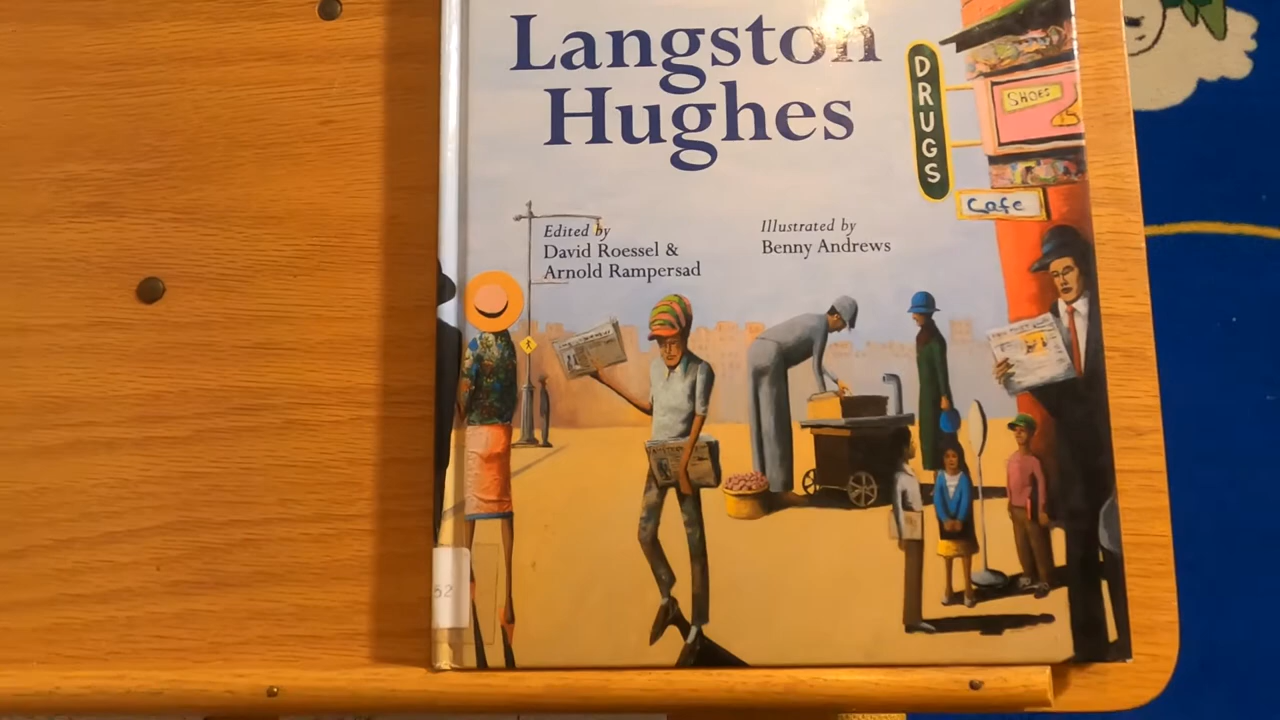 Langston
Hughes
DRUGS
SHOES
Cafe
Edited by
David Roessel &
Arnold Rampersad
Illustrated by
Benny Andrews